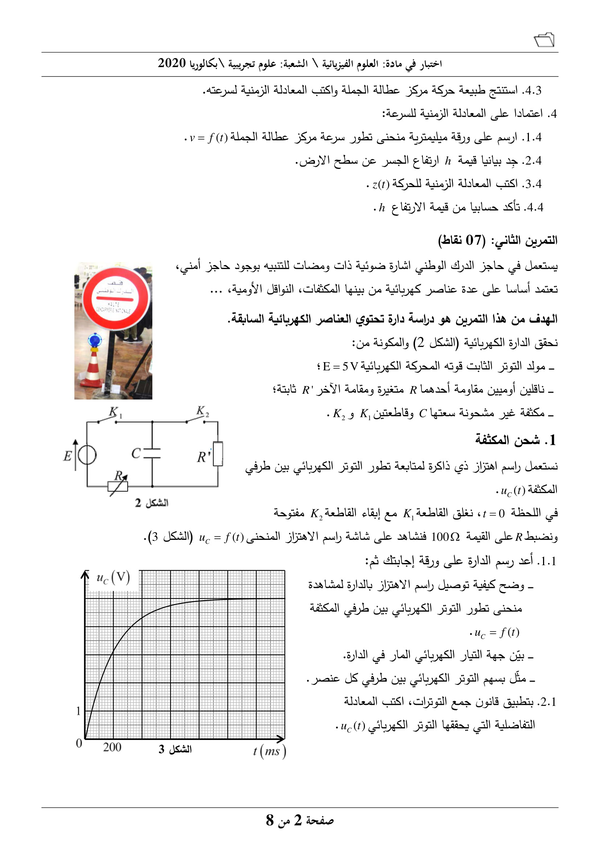 اختبار في مادة: العلوم الفيزيائية \ الشعبة: علوم تجريبية \بكالوريا 2020
4.3. استنتج طبيعة حركة مركز عطالة الجملة واكتب المعادلة الزمنية لسرعته.
4. اعتمادا على المعادلة الزمنية للسرعة:
1.4. ارسم على ورقة ميليمترية منحنى تطور سرعة مركز عطالة الجملة v = f(t) .
2.4. جد بيانيا قيمة h ارتفاع الجسر عن سطح الارض.
3.4. اكتب المعادلة الزمنية للحركة z(t) .
4.4. تأكد حسابيا من قيمة الارتفاع h .
التمرين الثاني: (07 نقاط)
يستعمل في حاجز الدرك الوطني اشارة ضوئية ذات ومضات للتنبيه بوجود حاجز أمني،
تعتمد أساسا على عدة عناصر كهربائية من بينها المكثفات، النواقل الأومية، ...
الهدف من هذا التمرين هو دراسة دارة تحتوي العناصر الكهربائية السابقة.
نحقق الدارة الكهربائية (الشكل 2) والمكونة من:
ـ مولد التوتر الثابت قوته المحركة الكهربائية E = 5V ؛
ـ ناقلين أوميين مقاومة أحدهما R متغيرة ومقامة الآخر R' ثابتة؛
ـ مكثفة غير مشحونة سعتها C وقاطعتين K₁ و K₂ .
K₁
K₂
E
C
R'
R
الشكل 2
1. شحن المكثفة
نستعمل راسم اهتزاز ذي ذاكرة لمتابعة تطور التوتر الكهربائي بين طرفي
المكثفة u_C(t) .
في اللحظة t = 0 ، نغلق القاطعة K₁ مع إبقاء القاطعة K₂ مفتوحة
ونضبط R على القيمة 100Ω فنشاهد على شاشة راسم الاهتزاز المنحنى u_C = f(t) (الشكل 3).
1.1. أعد رسم الدارة على ورقة إجابتك ثم:
ـ وضح كيفية توصيل راسم الاهتزاز بالدارة لمشاهدة
منحنى تطور التوتر الكهربائي بين طرفي المكثفة
u_C = f(t) .
ـ بيّن جهة التيار الكهربائي المار في الدارة.
ـ مثّل بسهم التوتر الكهربائي بين طرفي كل عنصر.
2.1. بتطبيق قانون جمع التوترات، اكتب المعادلة
التفاضلية التي يحققها التوتر الكهربائي u_C(t) .
u_C (V)
1
0
200
الشكل 3
t (ms)
صفحة 2 من 8